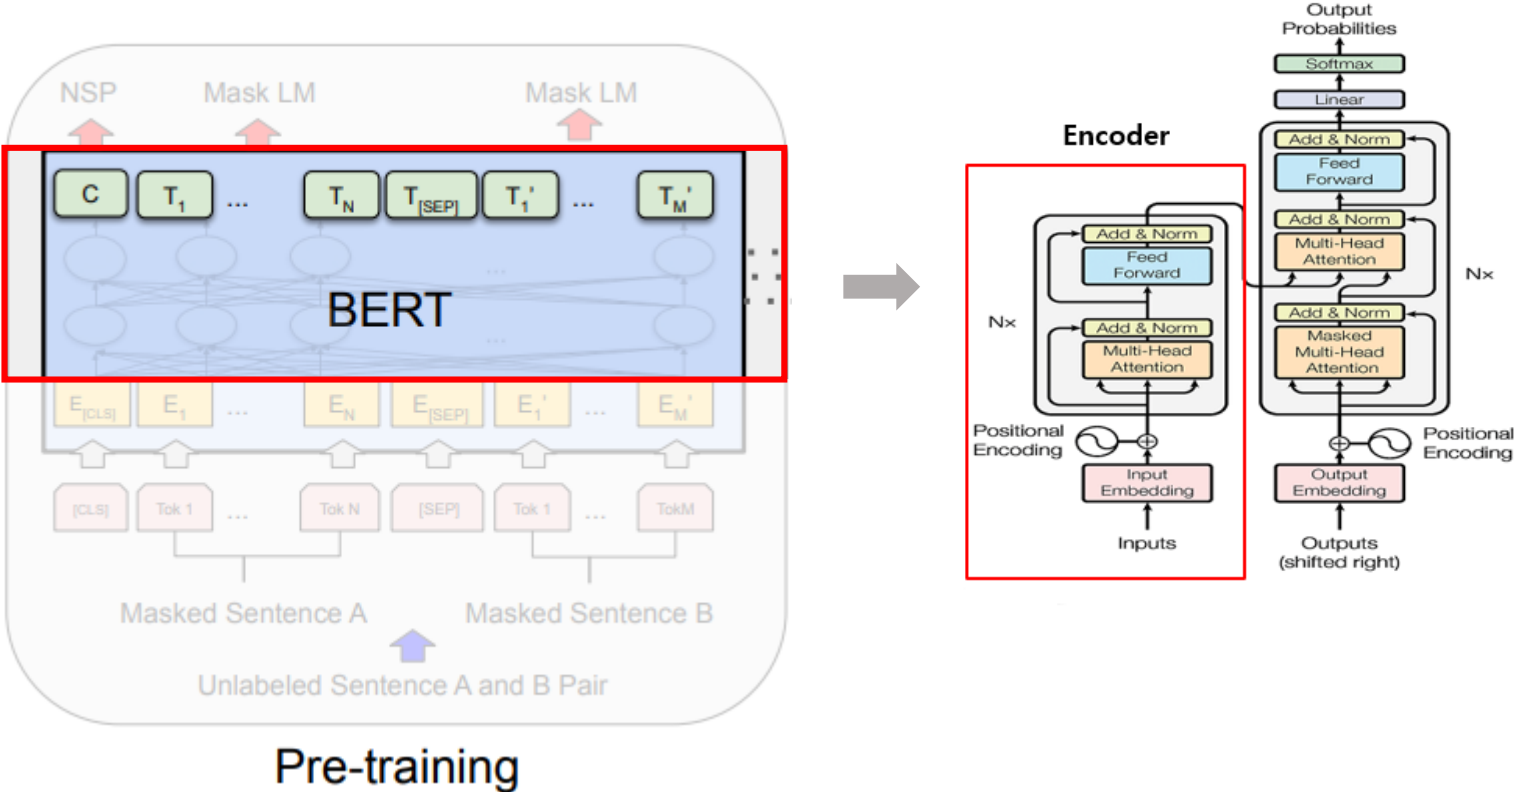 NSP
Mask LM
Mask LM
C
T1
...
TN
T[SEP]
T1'
...
TM'
...
BERT
...
E[CLS]
E1
...
EN
E[SEP]
E1'
...
EM'
[CLS]
Tok 1
...
Tok N
[SEP]
Tok 1
...
TokM
Masked Sentence A
Masked Sentence B
Unlabeled Sentence A and B Pair
Pre-training
Encoder
Add & Norm
Feed
Forward
Nx
Add & Norm
Multi-Head
Attention
Positional
Encoding
Input
Embedding
Inputs
Output
Probabilities
Softmax
Linear
Add & Norm
Feed
Forward
Add & Norm
Multi-Head
Attention
Nx
Add & Norm
Masked
Multi-Head
Attention
Positional
Encoding
Output
Embedding
Outputs
(shifted right)